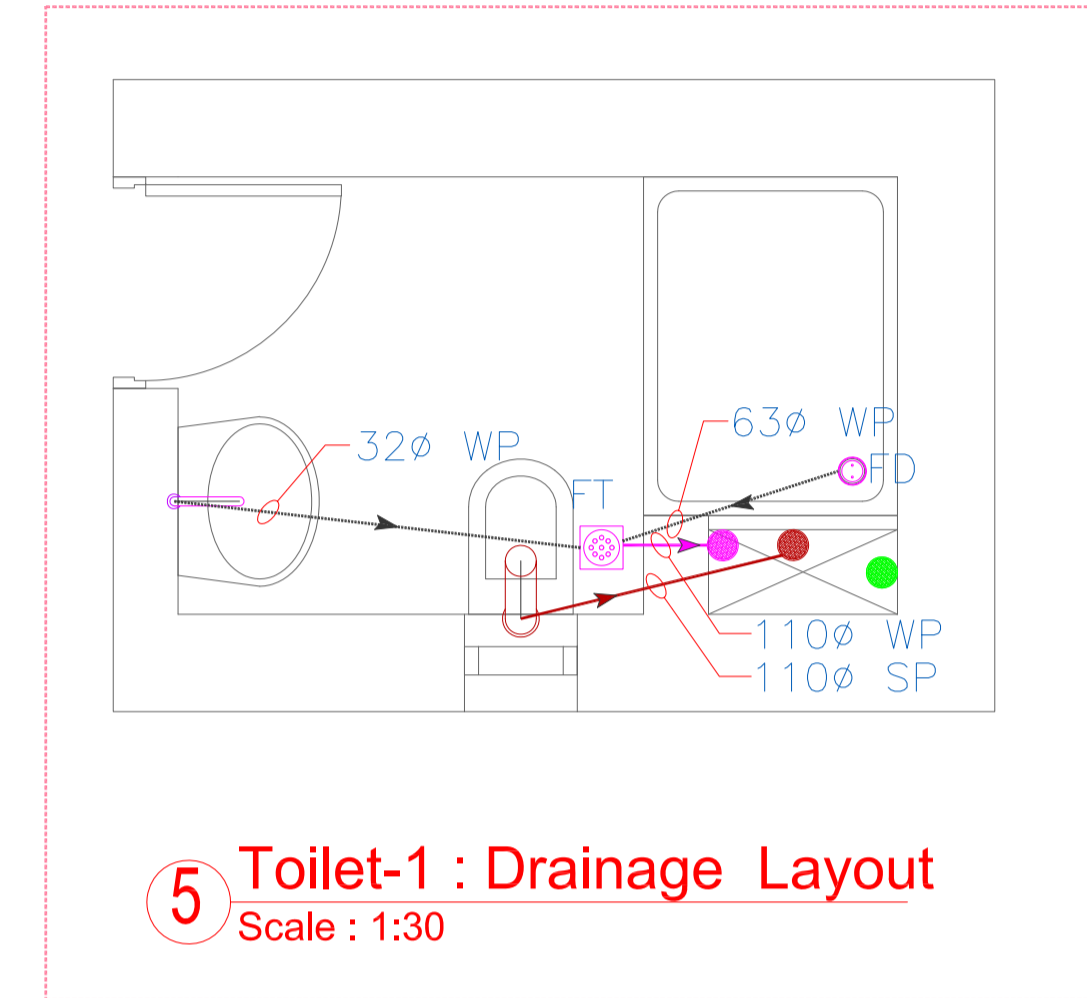 63ø WP
32ø WP
FD
FT
110ø WP
110ø SP
5
Toilet-1 : Drainage Layout
Scale : 1:30